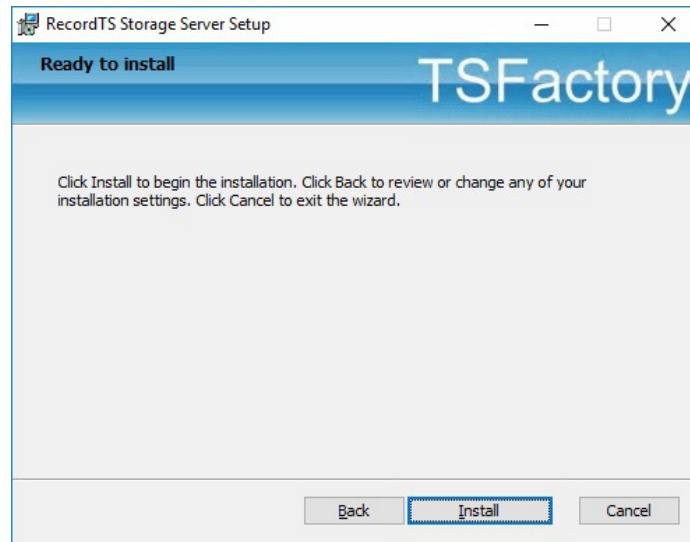 RecordTS Storage Server Setup
Ready to install
TSFactory
Click Install to begin the installation. Click Back to review or change any of your
installation settings. Click Cancel to exit the wizard.
Back
Install
Cancel